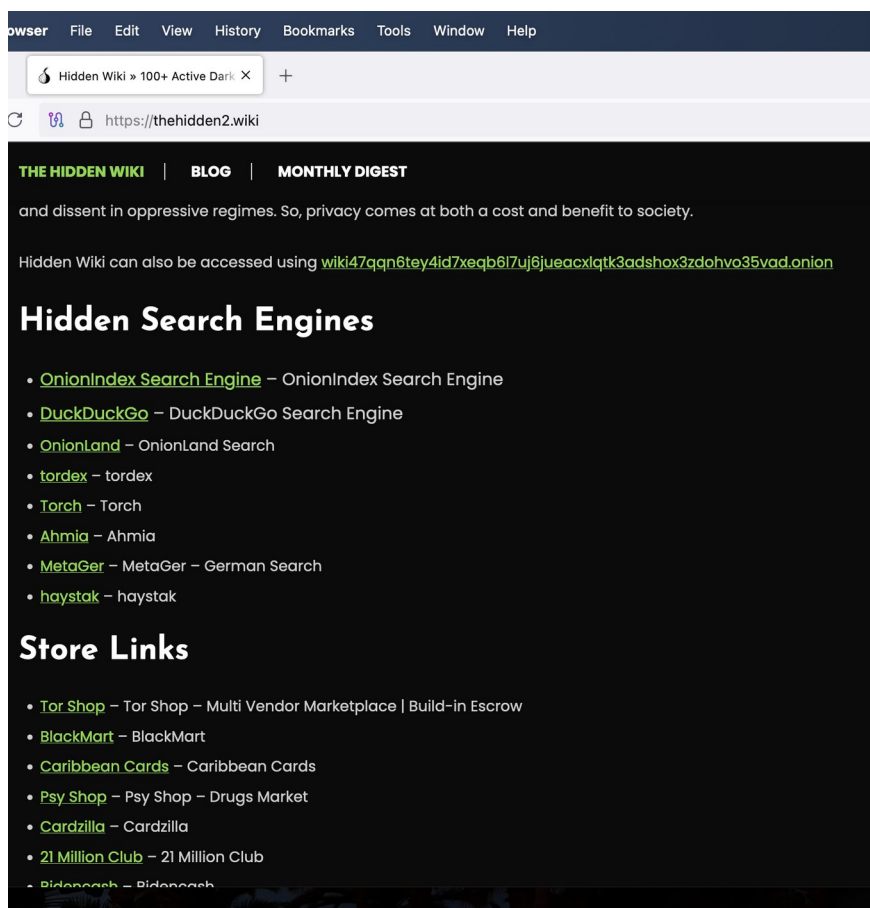 owser File Edit View History Bookmarks Tools Window Help
Hidden Wiki » 100+ Active Dark
https://thehidden2.wiki
THE HIDDEN WIKI | BLOG | MONTHLY DIGEST
and dissent in oppressive regimes. So, privacy comes at both a cost and benefit to society.
Hidden Wiki can also be accessed using wiki47qqn6tey4id7xeqb6l7uj6jueacxlqtk3adshox3zdohvo35vad.onion
Hidden Search Engines
• OnionIndex Search Engine – OnionIndex Search Engine
• DuckDuckGo – DuckDuckGo Search Engine
• OnionLand – OnionLand Search
• tordex – tordex
• Torch – Torch
• Ahmia – Ahmia
• MetaGer – MetaGer – German Search
• haystak – haystak
Store Links
• Tor Shop – Tor Shop – Multi Vendor Marketplace | Build-in Escrow
• BlackMart – BlackMart
• Caribbean Cards – Caribbean Cards
• Psy Shop – Psy Shop – Drugs Market
• Cardzilla – Cardzilla
• 21 Million Club – 21 Million Club